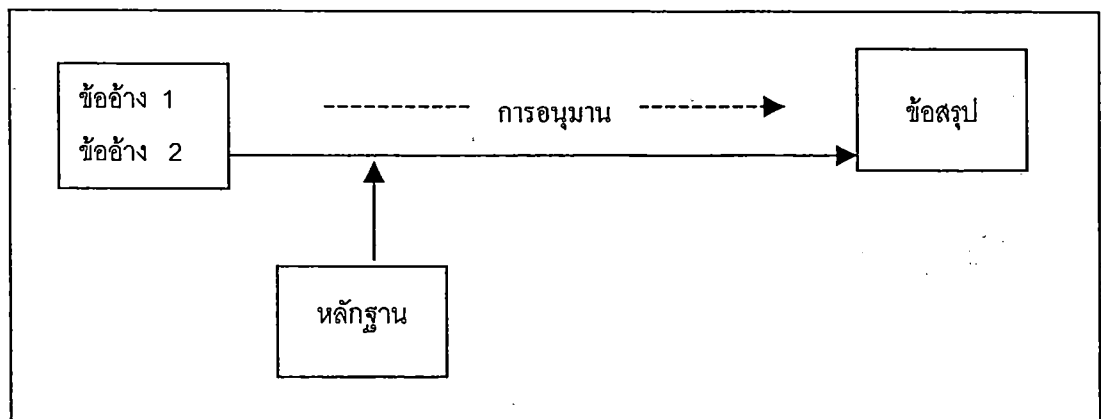 ข้ออ้าง 1
ข้ออ้าง 2
การอนุมาน
ข้อสรุป
หลักฐาน